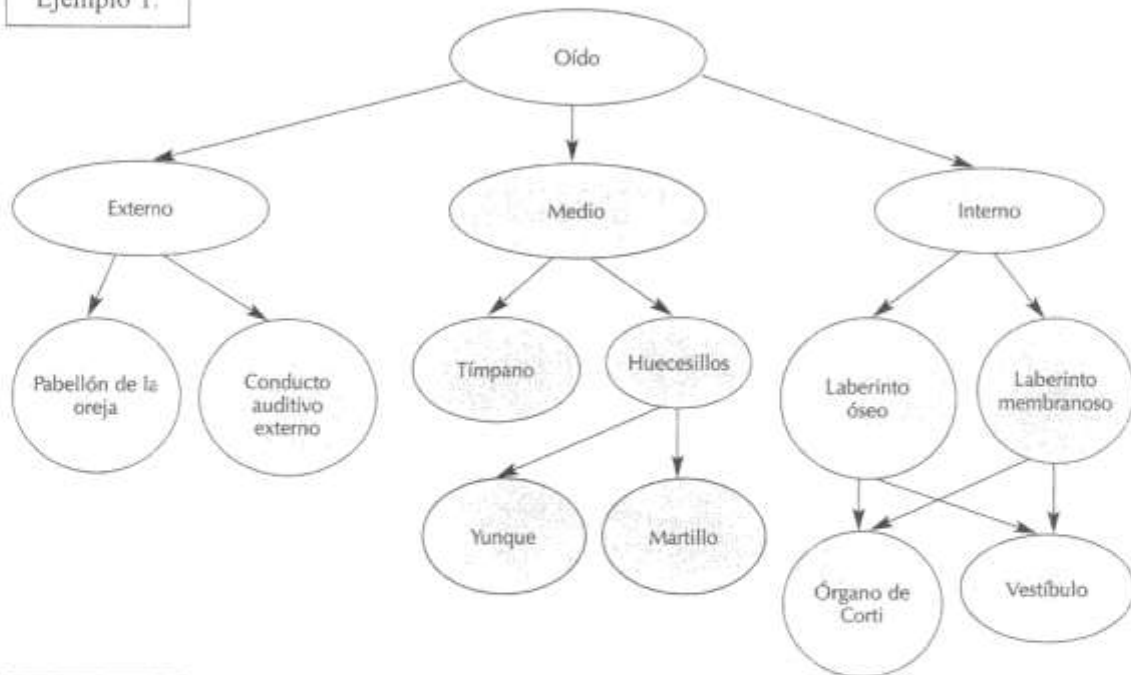 Ejemplo 1.
Oído
Externo
Medio
Interno
Pabellón de la
oreja
Conducto
auditivo
externo
Tímpano
Huecesillos
Laberinto
óseo
Laberinto
membranoso
Yunque
Martillo
Órgano de
Corti
Vestíbulo